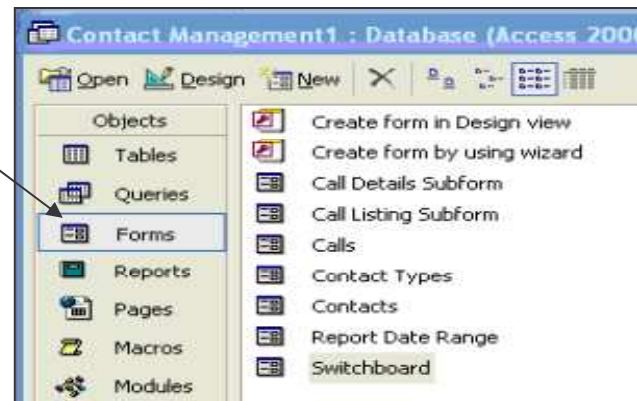 Contact Management1 : Database (Access 2000
Open Design New
Objects
Tables
Queries
Forms
Reports
Pages
Macros
Modules
Create form in Design view
Create form by using wizard
Call Details Subform
Call Listing Subform
Calls
Contact Types
Contacts
Report Date Range
Switchboard